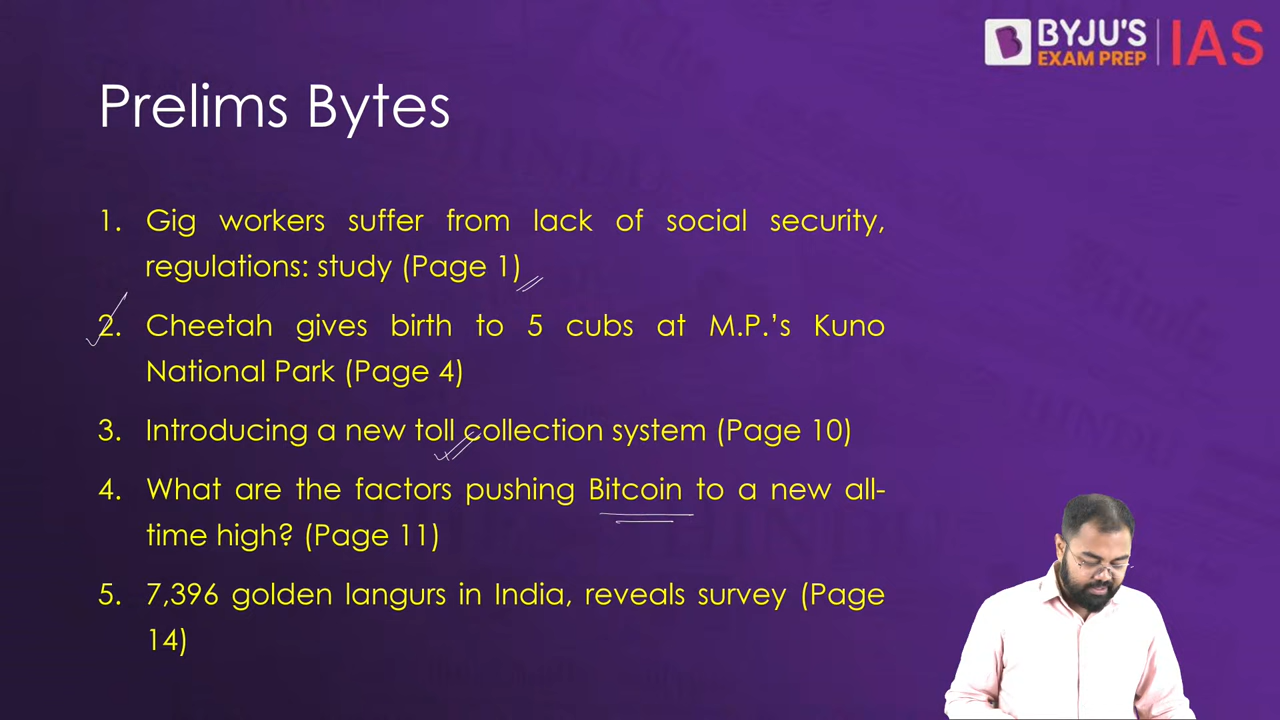 BYJU'S
EXAM PREP
IAS
Prelims Bytes
1. Gig workers suffer from lack of social security,
regulations: study (Page 1)
2. Cheetah gives birth to 5 cubs at M.P.’s Kuno
National Park (Page 4)
3. Introducing a new toll collection system (Page 10)
4. What are the factors pushing Bitcoin to a new all-
time high? (Page 11)
5. 7,396 golden langurs in India, reveals survey (Page
14)